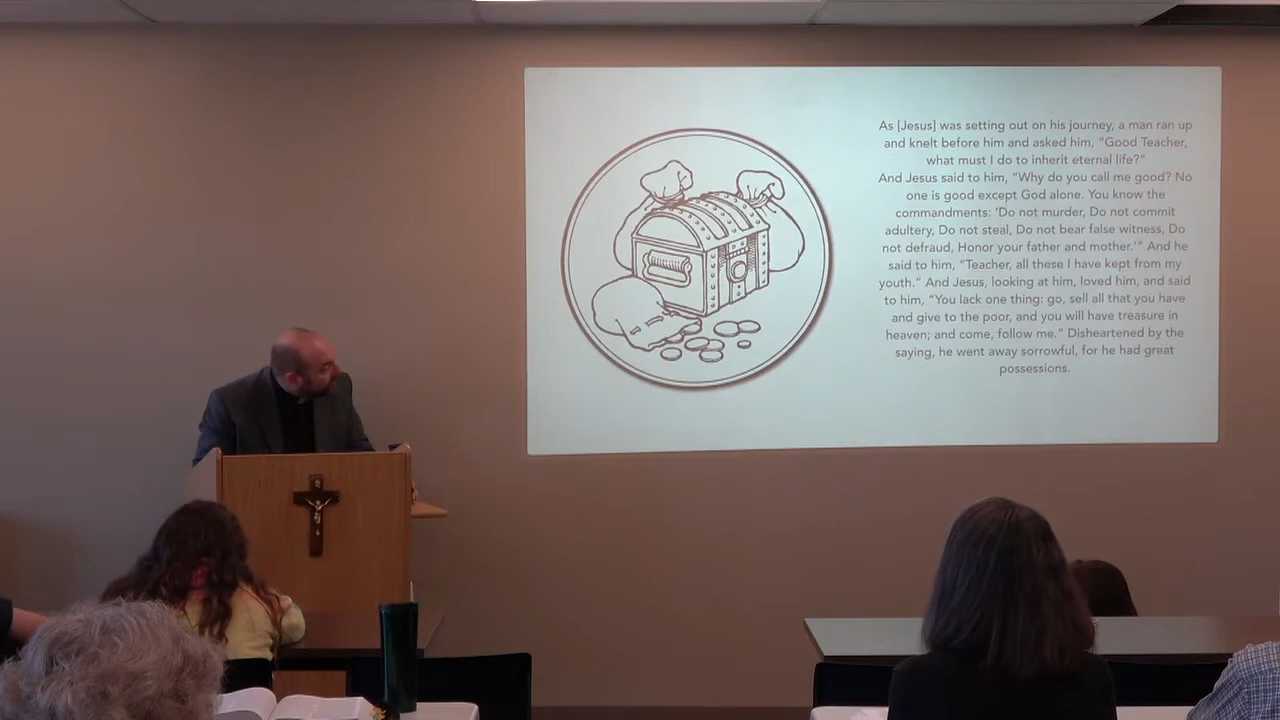 As [Jesus] was setting out on his journey, a man ran up
and knelt before him and asked him, “Good Teacher,
what must I do to inherit eternal life?”
And Jesus said to him, “Why do you call me good? No
one is good except God alone. You know the
commandments: ‘Do not murder, Do not commit
adultery, Do not steal, Do not bear false witness, Do
not defraud, Honor your father and mother.’” And he
said to him, “Teacher, all these I have kept from my
youth.” And Jesus, looking at him, loved him, and said
to him, “You lack one thing: go, sell all that you have
and give to the poor, and you will have treasure in
heaven; and come, follow me.” Disheartened by the
saying, he went away sorrowful, for he had great
possessions.